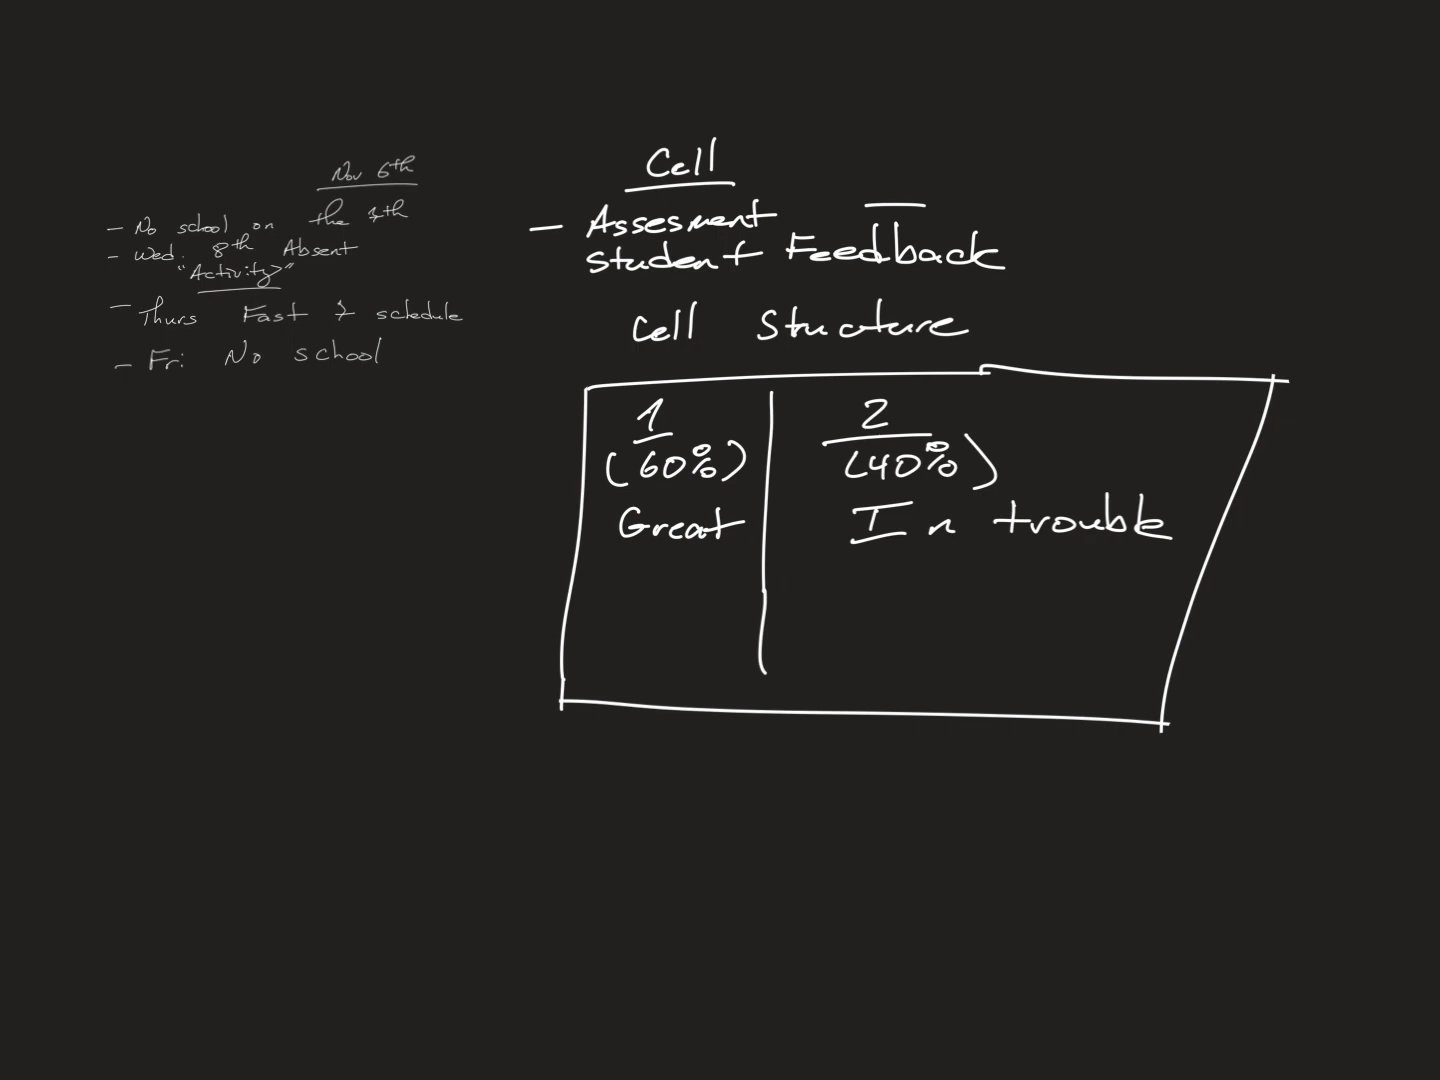 Nov 6th
- No school on the 7th
- Wed. 8th Absent
"Activity"
- Thurs Fast 7 schedule
- Fri: No school
Cell
- Assesment
Student Feedback
Cell Structure
1
(60%)
Great
2
(40%)
In trouble